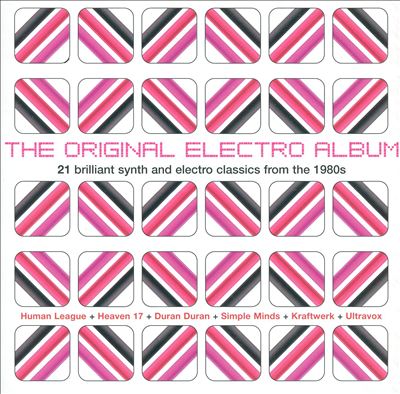 THE ORIGINAL ELECTRO ALBUM
21 brilliant synth and electro classics from the 1980s
Human League + Heaven 17 + Duran Duran + Simple Minds + Kraftwerk + Ultravox